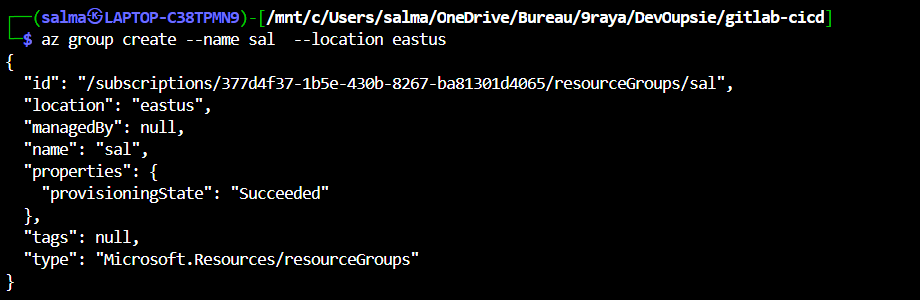 ┌──(salma㉿LAPTOP-C38TPMN9)-[/mnt/c/Users/salma/OneDrive/Bureau/9raya/DevOupsie/gitlab-cicd]
└─$ az group create --name sal  --location eastus
{
  "id": "/subscriptions/377d4f37-1b5e-430b-8267-ba81301d4065/resourceGroups/sal",
  "location": "eastus",
  "managedBy": null,
  "name": "sal",
  "properties": {
    "provisioningState": "Succeeded"
  },
  "tags": null,
  "type": "Microsoft.Resources/resourceGroups"
}